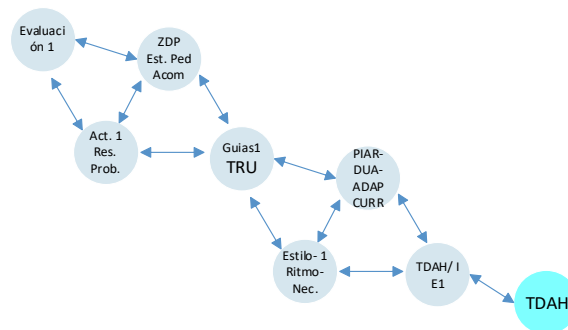 Evaluaci
ón 1
ZDP
Est. Ped
Acom
Act. 1
Res.
Prob.
Guias1
TRU
PIAR-
DUA-
ADAP
CURR
Estilo- 1
Ritmo-
Nec.
TDAH/ I
E1
TDAH